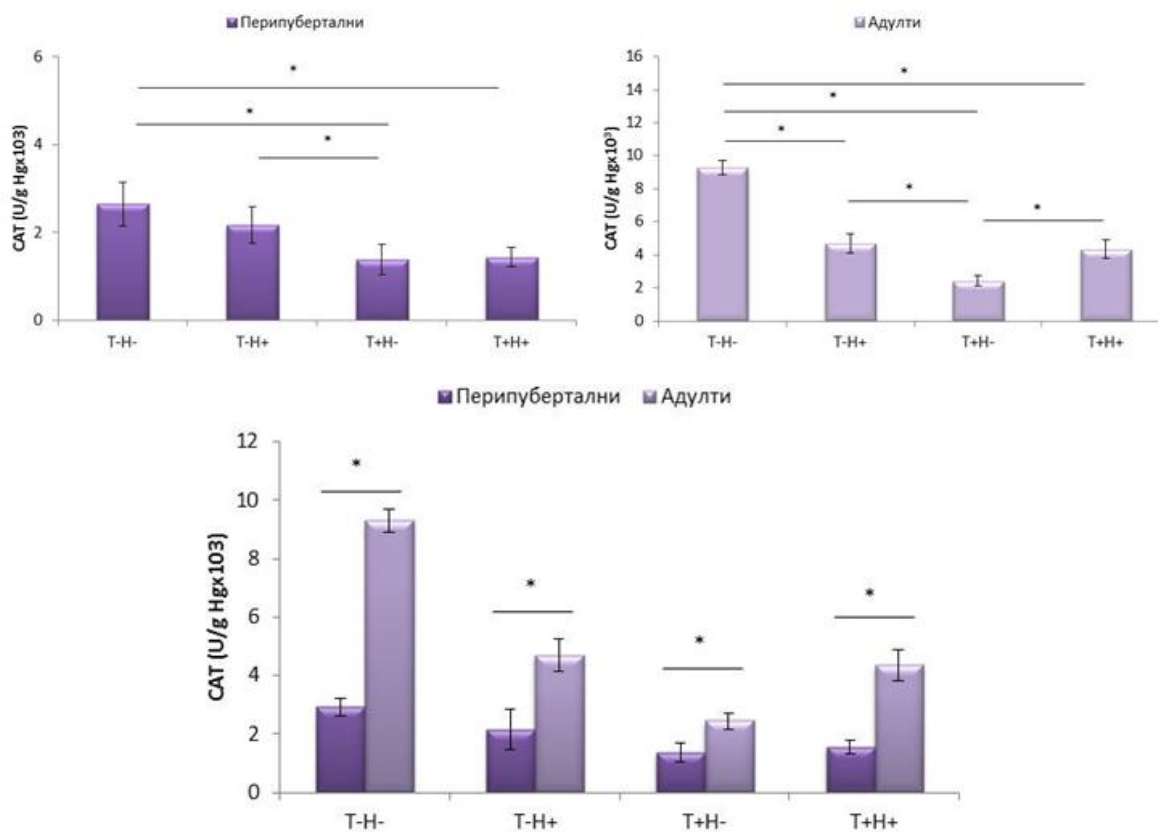 Перипубертални
6
4
2
0
CAT (U/g Hgx103)
*
*
*
T-H-
T-H+
T+H-
T+H+
Адулти
16
14
12
10
8
6
4
2
0
CAT (U/g Hgx10³)
*
*
*
*
*
T-H-
T-H+
T+H-
T+H+
Перипубертални Адулти
12
10
8
6
4
2
0
CAT (U/g Hgx103)
*
*
*
*
T-H-
T-H+
T+H-
T+H+